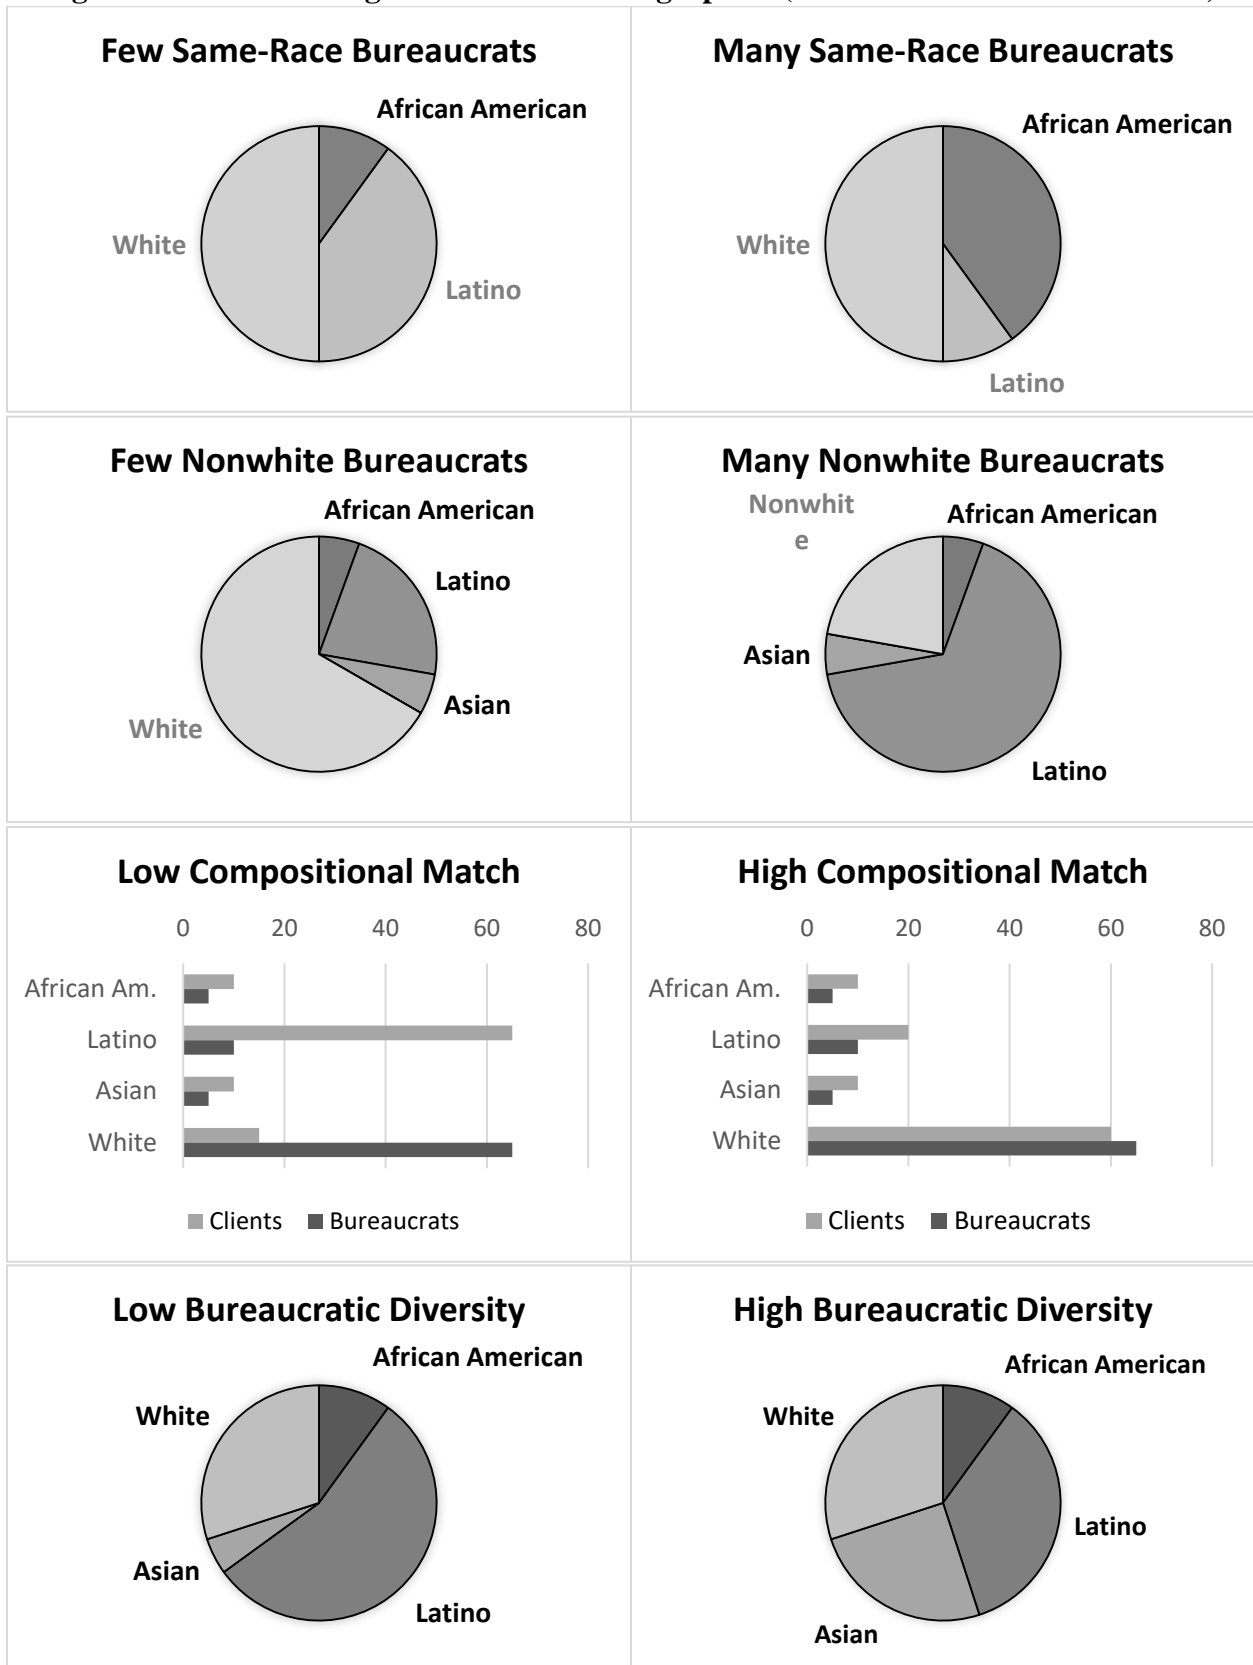 Few Same-Race Bureaucrats
African American
White
Latino
Many Same-Race Bureaucrats
African American
White
Latino
Few Nonwhite Bureaucrats
African American
Latino
Asian
White
Many Nonwhite Bureaucrats
Nonwhit
e
African American
Asian
Latino
Low Compositional Match
0 20 40 60 80
African Am.
Latino
Asian
White
Clients Bureaucrats
High Compositional Match
0 20 40 60 80
African Am.
Latino
Asian
White
Clients Bureaucrats
Low Bureaucratic Diversity
African American
White
Asian
Latino
High Bureaucratic Diversity
African American
White
Latino
Asian